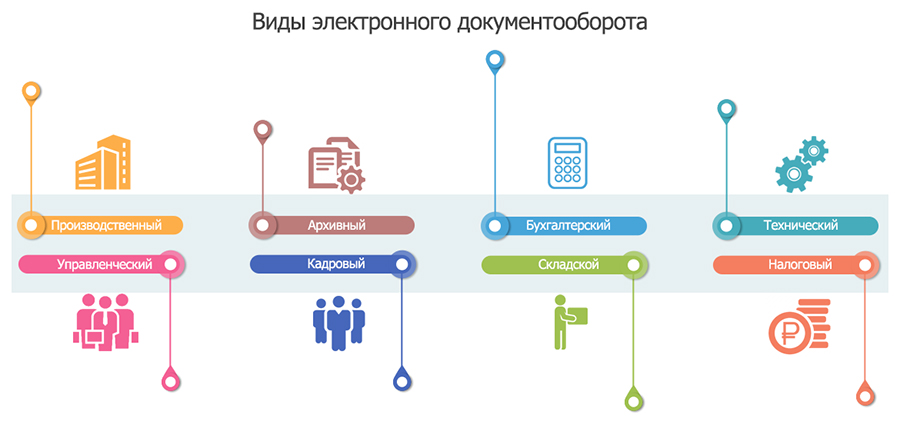 Виды электронного документооборота
Производственный
Архивный
Бухгалтерский
Технический
Управленческий
Кадровый
Складской
Налоговый